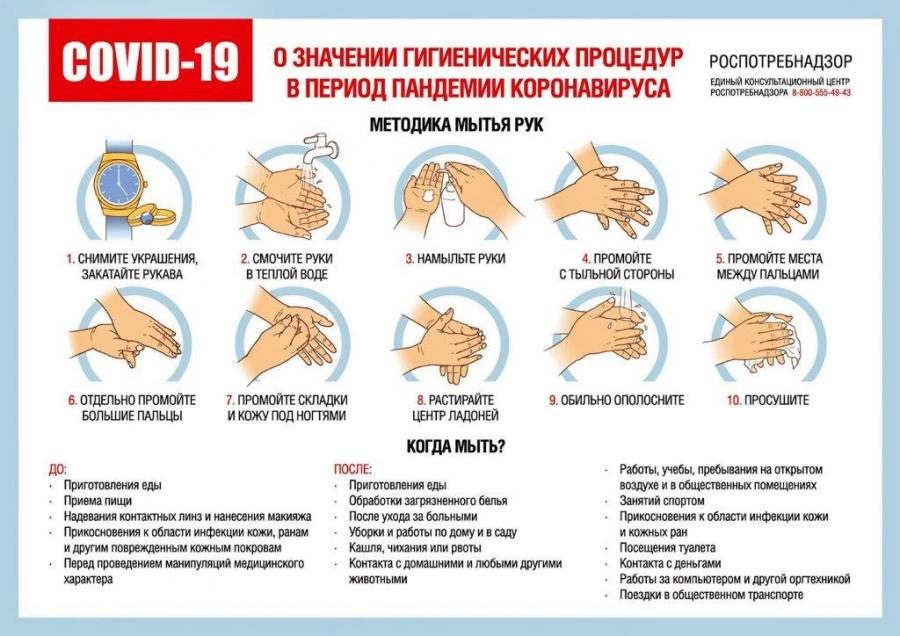 COVID-19
О ЗНАЧЕНИИ ГИГИЕНИЧЕСКИХ ПРОЦЕДУР
В ПЕРИОД ПАНДЕМИИ КОРОНАВИРУСА
РОСПОТРЕБНАДЗОР
ЕДИНЫЙ КОНСУЛЬТАЦИОННЫЙ ЦЕНТР
РОСПОТРЕБНАДЗОРА 8-800-555-49-43
МЕТОДИКА МЫТЬЯ РУК
1. СНИМИТЕ УКРАШЕНИЯ,
ЗАКАТАЙТЕ РУКАВА
2. СМОЧИТЕ РУКИ
В ТЕПЛОЙ ВОДЕ
3. НАМЫЛЬТЕ РУКИ
4. ПРОМОЙТЕ
С ТЫЛЬНОЙ СТОРОНЫ
5. ПРОМОЙТЕ МЕСТА
МЕЖДУ ПАЛЬЦАМИ
6. ОТДЕЛЬНО ПРОМОЙТЕ
БОЛЬШИЕ ПАЛЬЦЫ
7. ПРОМОЙТЕ СКЛАДКИ
И КОЖУ ПОД НОГТЯМИ
8. РАСТИРАЙТЕ
ЦЕНТР ЛАДОНЕЙ
9. ОБИЛЬНО ОПОЛОСНИТЕ
10. ПРОСУШИТЕ
КОГДА МЫТЬ?
ДО:
· Приготовления еды
· Приема пищи
· Надевания контактных линз и нанесения макияжа
· Прикосновения к области инфекции кожи, ранам
и другим поврежденным кожным покровам
· Перед проведением манипуляций медицинского
характера
ПОСЛЕ:
· Приготовления еды
· Обработки загрязненного белья
· После ухода за больными
· Уборки и работы по дому и в саду
· Кашля, чихания или рвоты
· Контакта с домашними и любыми другими
животными
· Работы, учебы, пребывания на открытом
воздухе и в общественных помещениях
· Занятий спортом
· Прикосновения к области инфекции кожи
и кожных ран
· Посещения туалета
· Контакта с деньгами
· Работы за компьютером и другой оргтехникой
· Поездки в общественном транспорте